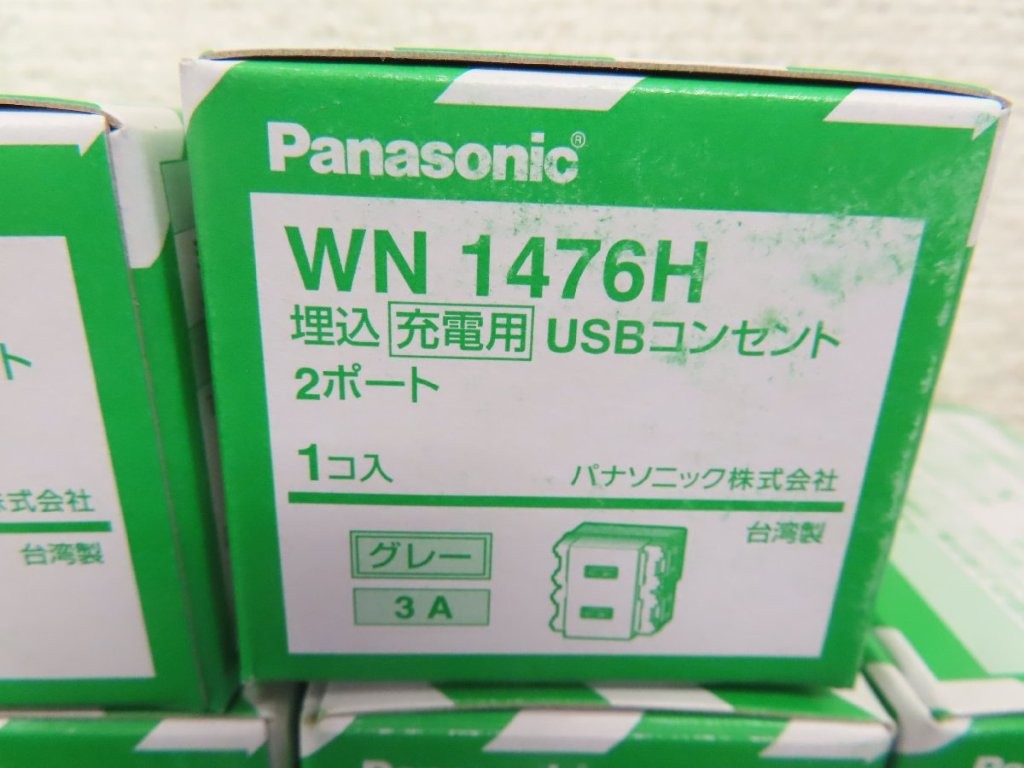 Panasonic®
WN 1476H
埋込 充電用 USBコンセント
2ポート
1コ入
パナソニック株式会社
台湾製
グレー
3 A
ト
株式会社
台湾製
Panasonic
Panas